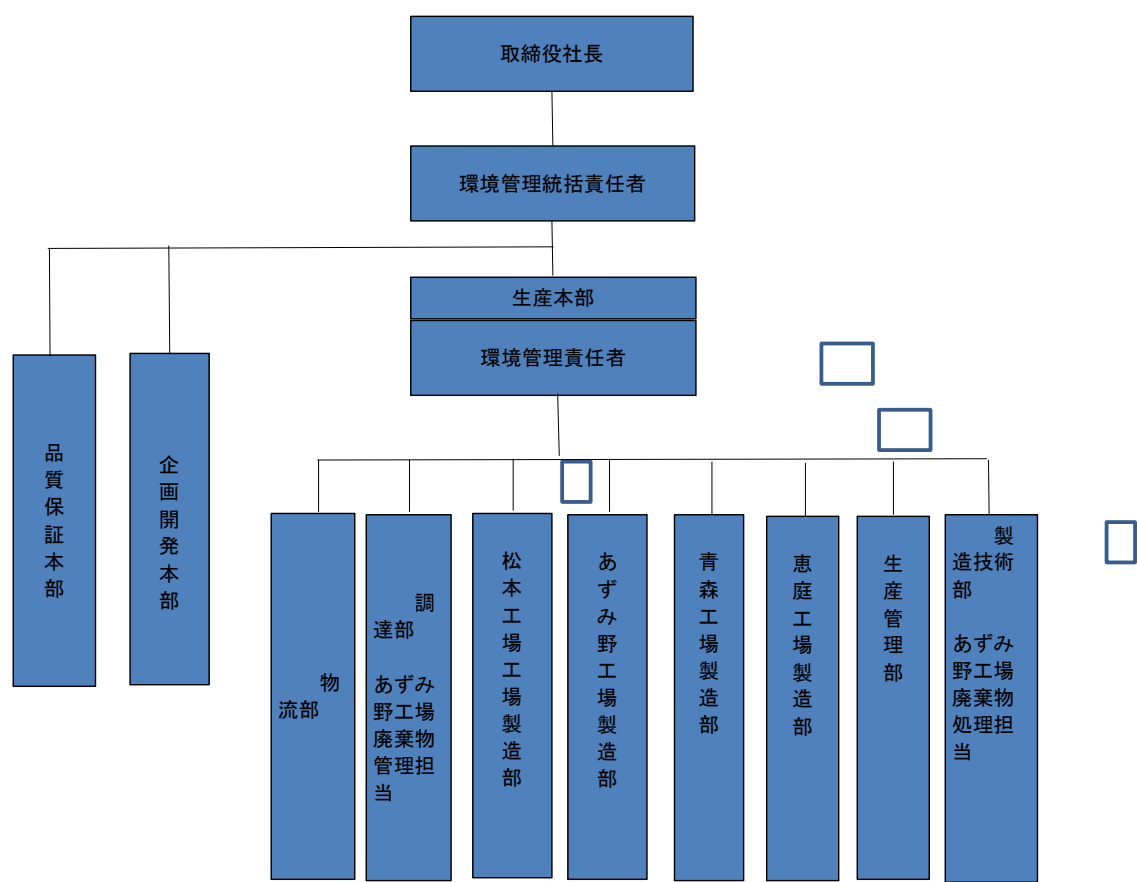 取締役社長
環境管理統括責任者
生産本部
環境管理責任者
品質保証本部
企画開発本部
物
流部
調
達部
あずみ
野工場
廃棄物
管理担
当
松本工場工場製造部
あずみ野工場製造部
青森工場製造部
恵庭工場製造部
生産管理部
製
造技術
部
あずみ
野工場
廃棄物
処理担
当